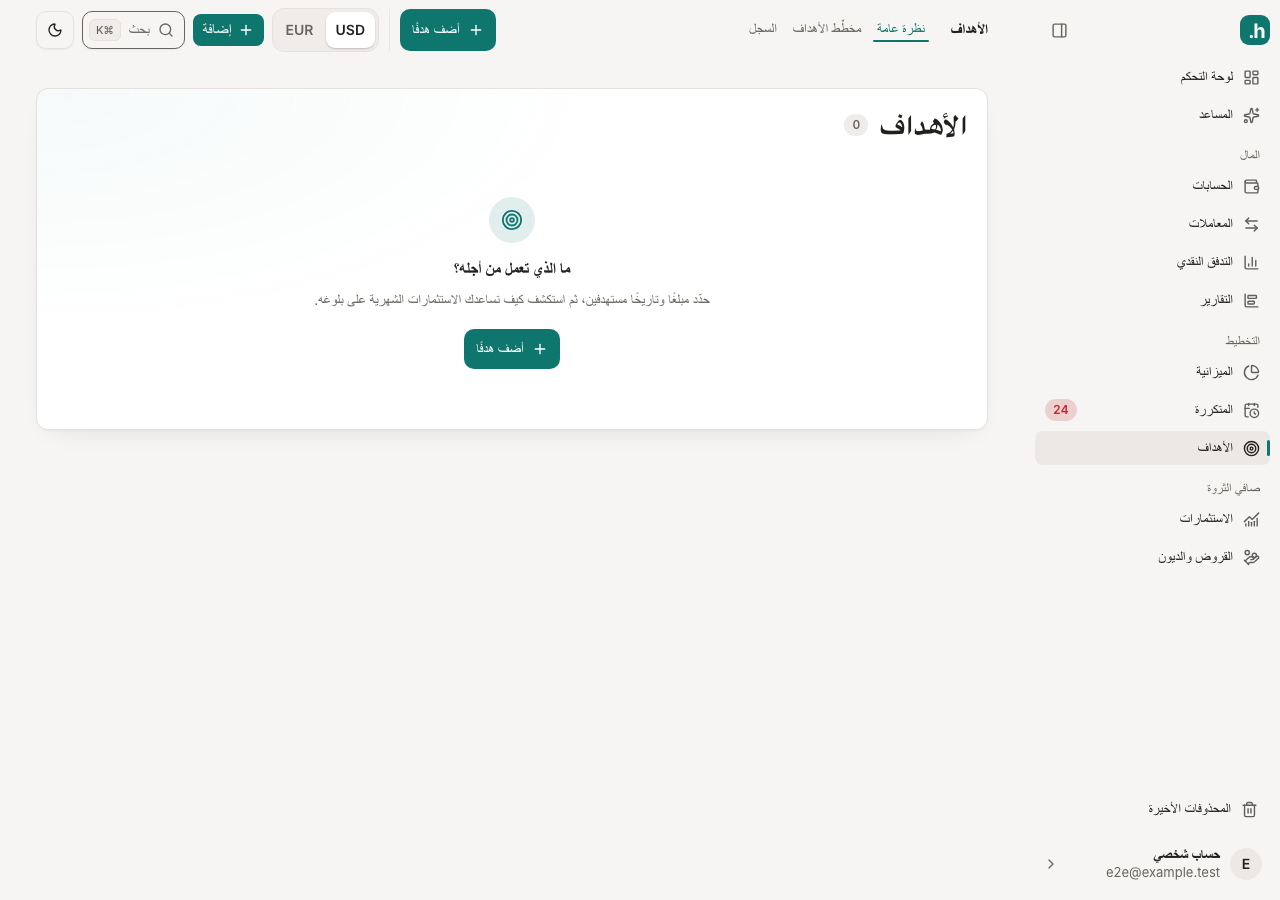 h.
لوحة التحكم
المساعد
المال
الحسابات
المعاملات
التدفق النقدي
التقارير
التخطيط
الميزانية
المتكررة 24
الأهداف
صافي الثروة
الاستثمارات
القروض والديون
المحذوفات الأخيرة
E
حساب شخصي
e2e@example.test
الأهداف نظرة عامة مخطِّط الأهداف السجل
أضف هدفًا
USD EUR
إضافة
بحث ⌘K
الأهداف 0
ما الذي تعمل من أجله؟
حدّد مبلغًا وتاريخًا مستهدفين، ثم استكشف كيف تساعدك الاستثمارات الشهرية على بلوغه.
أضف هدفًا